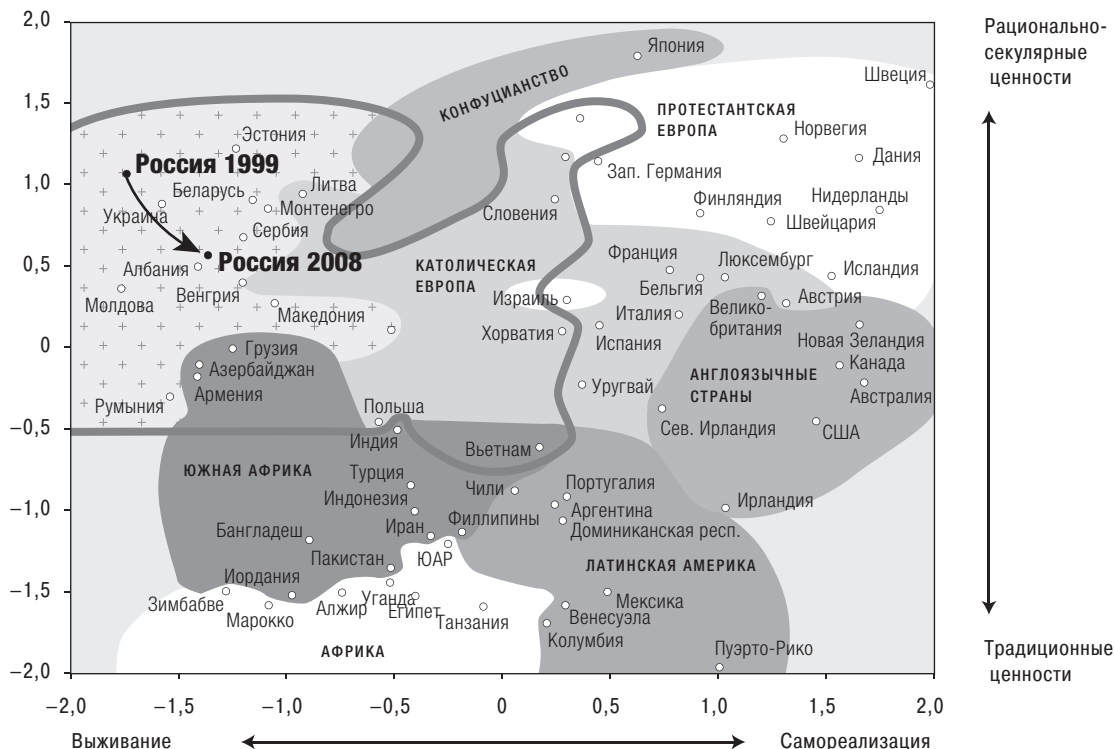 2,0
1,5
1,0
0,5
0
−0,5
−1,0
−1,5
−2,0
−2,0
−1,5
−1,0
−0,5
0
0,5
1,0
1,5
2,0
Рационально-
секулярные
ценности
Традиционные
ценности
Выживание
Самореализация
Япония
КОНФУЦИАНСТВО
Швеция
ПРОТЕСТАНТСКАЯ
ЕВРОПА
Норвегия
Эстония
Дания
Россия 1999
Зап. Германия
Беларусь
Литва
Монтенегро
Украина
Словения
Финляндия
Нидерланды
Швейцария
Сербия
Россия 2008
Албания
КАТОЛИЧЕСКАЯ
ЕВРОПА
Франция
Люксембург
Исландия
Бельгия
Молдова
Венгрия
Израиль
Италия
Велико-
британия
Австрия
Македония
Хорватия
Испания
Новая Зеландия
Грузия
Азербайджан
Канада
АНГЛОЯЗЫЧНЫЕ
СТРАНЫ
Уругвай
Армения
Австралия
Румыния
Польша
Сев. Ирландия
США
Индия
Вьетнам
ЮЖНАЯ АФРИКА
Турция
Чили
Португалия
Индонезия
Аргентина
Ирландия
Бангладеш
Иран
Филлипины
Доминиканская респ.
Пакистан
ЮАР
ЛАТИНСКАЯ АМЕРИКА
Иордания
Зимбабве
Марокко
Алжир
Уганда
Египет
Танзания
Мексика
Венесуэла
Колумбия
АФРИКА
Пуэрто-Рико